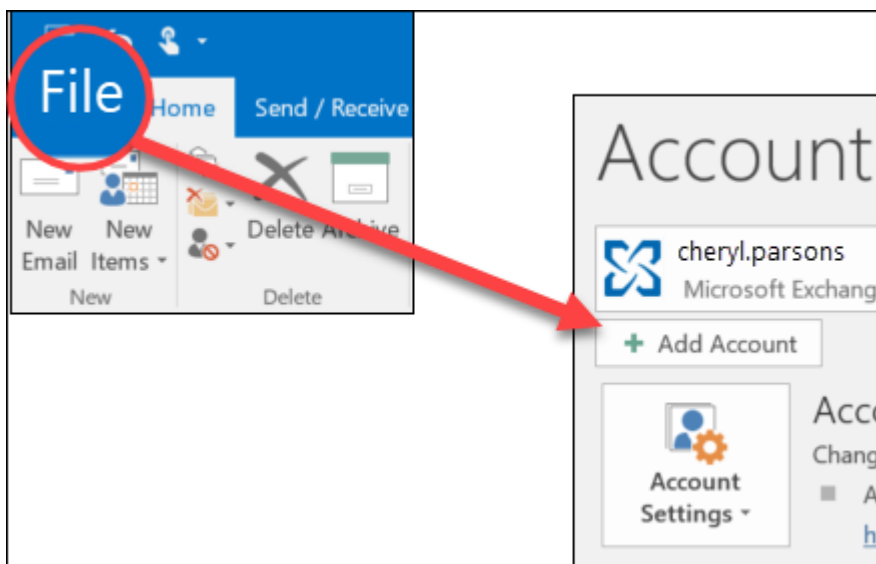 File
Home
Send / Receive
New
Email
New
Items
Delete
Archive
New
Delete
Account
cheryl.parsons
Microsoft Exchang
+ Add Account
Account
Settings
Acco
Chang
A
h